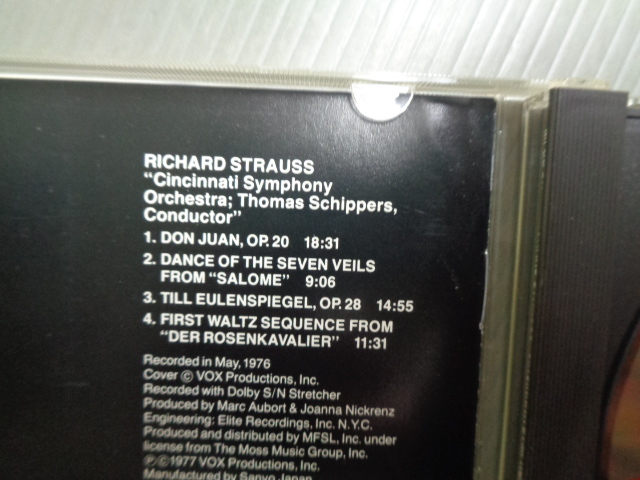 RICHARD STRAUSS
"Cincinnati Symphony
Orchestra; Thomas Schippers,
Conductor"
1. DON JUAN, OP. 20 18:31
2. DANCE OF THE SEVEN VEILS
FROM "SALOME" 9:06
3. TILL EULENSPIEGEL, OP. 28 14:55
4. FIRST WALTZ SEQUENCE FROM
"DER ROSENKAVALIER" 11:31
Recorded in May, 1976
Cover © VOX Productions, Inc.
Recorded with Dolby S/N Stretcher
Produced by Marc Aubort & Joanna Nickrenz
Engineering: Elite Recordings, Inc. N.Y.C.
Produced and distributed by MFSL, Inc. under
license from The Moss Music Group, Inc.
℗ © 1977 VOX Productions, Inc.
Manufactured by Sanyo Japan